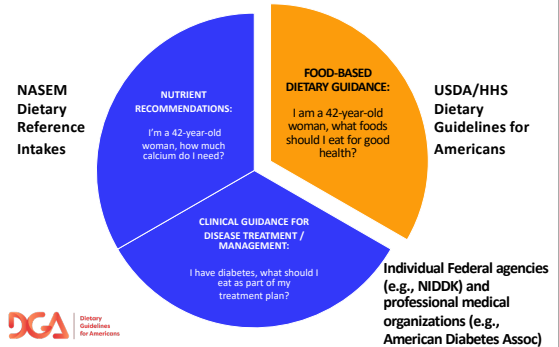 NASEM
Dietary
Reference
Intakes
NUTRIENT
RECOMMENDATIONS:
I'm a 42-year-old
woman, how much
calcium do I need?
FOOD-BASED
DIETARY GUIDANCE:
I am a 42-year-old
woman, what foods
should I eat for good
health?
USDA/HHS
Dietary
Guidelines for
Americans
CLINICAL GUIDANCE FOR
DISEASE TREATMENT /
MANAGEMENT:
I have diabetes, what should I
eat as part of my
treatment plan?
Individual Federal agencies
(e.g., NIDDK) and
professional medical
organizations (e.g.,
American Diabetes Assoc)
DGA
Dietary
Guidelines
for Americans